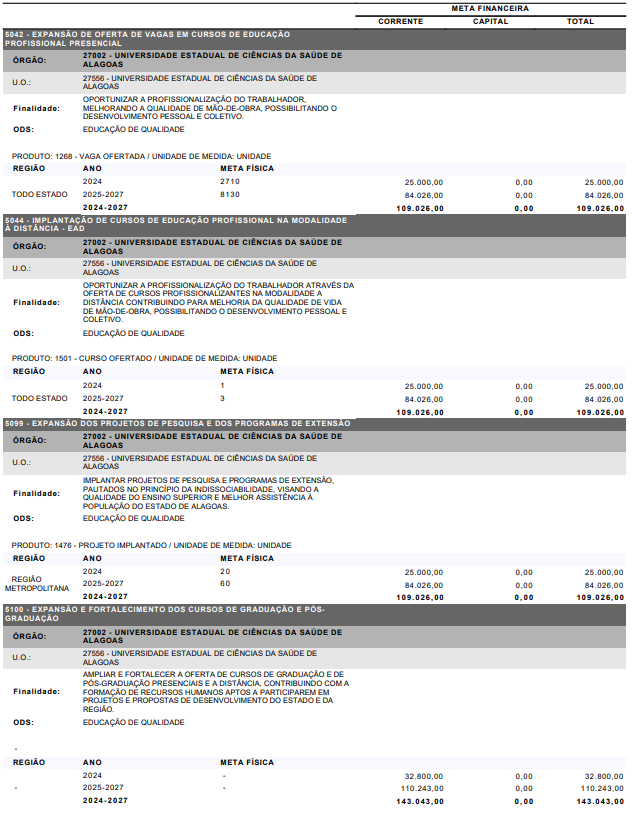 META FINANCEIRA
CORRENTE CAPITAL TOTAL
5042 - EXPANSÃO DE OFERTA DE VAGAS EM CURSOS DE EDUCAÇÃO
PROFISSIONAL PRESENCIAL
ÓRGÃO: 27002 - UNIVERSIDADE ESTADUAL DE CIÊNCIAS DA SAÚDE DE
ALAGOAS
U.O.: 27556 - UNIVERSIDADE ESTADUAL DE CIÊNCIAS DA SAÚDE DE
ALAGOAS
Finalidade: OPORTUNIZAR A PROFISSIONALIZAÇÃO DO TRABALHADOR,
MELHORANDO A QUALIDADE DE MÃO-DE-OBRA, POSSIBILITANDO O
DESENVOLVIMENTO PESSOAL E COLETIVO.
ODS: EDUCAÇÃO DE QUALIDADE
PRODUTO: 1268 - VAGA OFERTADA / UNIDADE DE MEDIDA: UNIDADE
REGIÃO ANO META FÍSICA
2024 2710 25.000,00 0,00 25.000,00
TODO ESTADO 2025-2027 8130 84.026,00 0,00 84.026,00
2024-2027 109.026,00 0,00 109.026,00
5044 - IMPLANTAÇÃO DE CURSOS DE EDUCAÇÃO PROFISSIONAL NA MODALIDADE
À DISTÂNCIA - EAD
ÓRGÃO: 27002 - UNIVERSIDADE ESTADUAL DE CIÊNCIAS DA SAÚDE DE
ALAGOAS
U.O.: 27556 - UNIVERSIDADE ESTADUAL DE CIÊNCIAS DA SAÚDE DE
ALAGOAS
Finalidade: OPORTUNIZAR A PROFISSIONALIZAÇÃO DO TRABALHADOR ATRAVÉS DA
OFERTA DE CURSOS PROFISSIONALIZANTES NA MODALIDADE A
DISTÂNCIA CONTRIBUINDO PARA MELHORIA DA QUALIDADE DE VIDA
DE MÃO-DE-OBRA, POSSIBILITANDO O DESENVOLVIMENTO PESSOAL E
COLETIVO.
ODS: EDUCAÇÃO DE QUALIDADE
PRODUTO: 1501 - CURSO OFERTADO / UNIDADE DE MEDIDA: UNIDADE
REGIÃO ANO META FÍSICA
2024 1 25.000,00 0,00 25.000,00
TODO ESTADO 2025-2027 3 84.026,00 0,00 84.026,00
2024-2027 109.026,00 0,00 109.026,00
5099 - EXPANSÃO DOS PROJETOS DE PESQUISA E DOS PROGRAMAS DE EXTENSÃO
ÓRGÃO: 27002 - UNIVERSIDADE ESTADUAL DE CIÊNCIAS DA SAÚDE DE
ALAGOAS
U.O.: 27556 - UNIVERSIDADE ESTADUAL DE CIÊNCIAS DA SAÚDE DE
ALAGOAS
Finalidade: IMPLANTAR PROJETOS DE PESQUISA E PROGRAMAS DE EXTENSÃO,
PAUTADOS NO PRINCÍPIO DA INDISSOCIABILIDADE, VISANDO A
QUALIDADE DO ENSINO SUPERIOR E MELHOR ASSISTÊNCIA À
POPULAÇÃO DO ESTADO DE ALAGOAS.
ODS: EDUCAÇÃO DE QUALIDADE
PRODUTO: 1476 - PROJETO IMPLANTADO / UNIDADE DE MEDIDA: UNIDADE
REGIÃO ANO META FÍSICA
2024 20 25.000,00 0,00 25.000,00
REGIÃO
METROPOLITANA 2025-2027 60 84.026,00 0,00 84.026,00
2024-2027 109.026,00 0,00 109.026,00
5100 - EXPANSÃO E FORTALECIMENTO DOS CURSOS DE GRADUAÇÃO E PÓS-
GRADUAÇÃO
ÓRGÃO: 27002 - UNIVERSIDADE ESTADUAL DE CIÊNCIAS DA SAÚDE DE
ALAGOAS
U.O.: 27556 - UNIVERSIDADE ESTADUAL DE CIÊNCIAS DA SAÚDE DE
ALAGOAS
Finalidade: AMPLIAR E FORTALECER A OFERTA DE CURSOS DE GRADUAÇÃO E DE
PÓS-GRADUAÇÃO PRESENCIAIS E A DISTÂNCIA, CONTRIBUINDO COM A
FORMAÇÃO DE RECURSOS HUMANOS APTOS A PARTICIPAREM EM
PROJETOS E PROPOSTAS DE DESENVOLVIMENTO DO ESTADO E DA
REGIÃO.
ODS: EDUCAÇÃO DE QUALIDADE
-
REGIÃO ANO META FÍSICA
2024 - 32.800,00 0,00 32.800,00
- 2025-2027 - 110.243,00 0,00 110.243,00
2024-2027 143.043,00 0,00 143.043,00